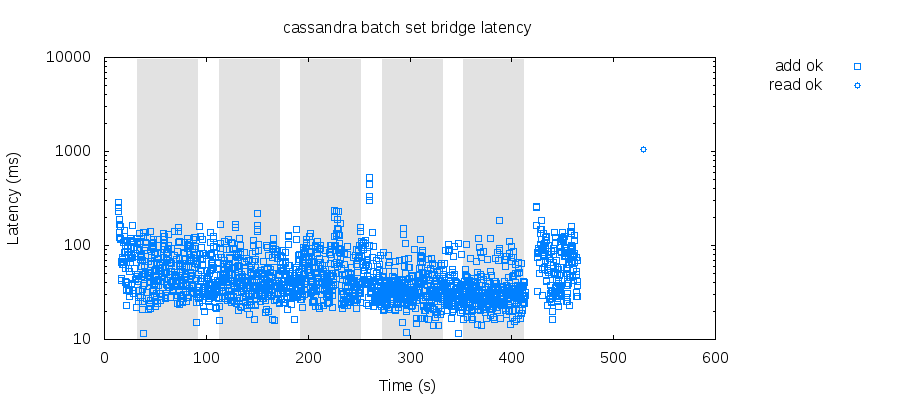 cassandra batch set bridge latency
10000
1000
100
10
Latency (ms)
0 100 200 300 400 500 600
Time (s)
add ok
read ok